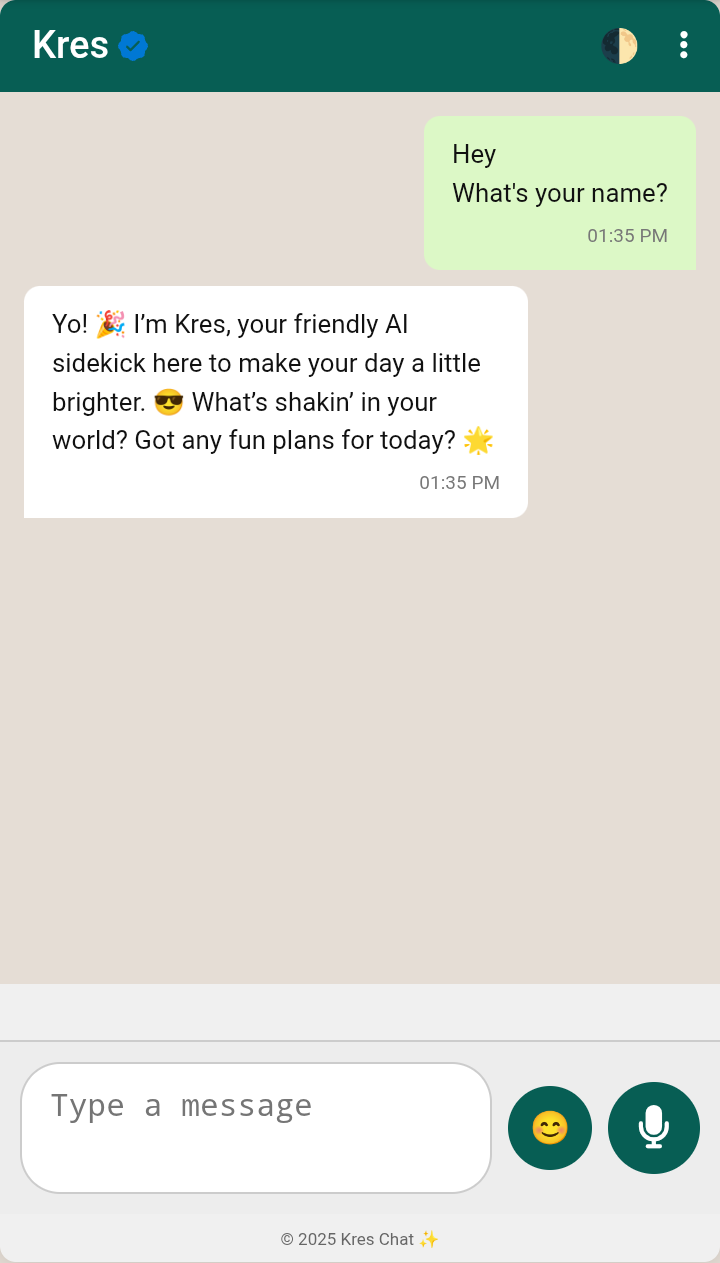 Kres
Hey
What's your name?
01:35 PM
Yo! 🎉 I’m Kres, your friendly AI
sidekick here to make your day a little
brighter. 😎 What’s shakin’ in your
world? Got any fun plans for today? 🌟
01:35 PM
Type a message
© 2025 Kres Chat ✨